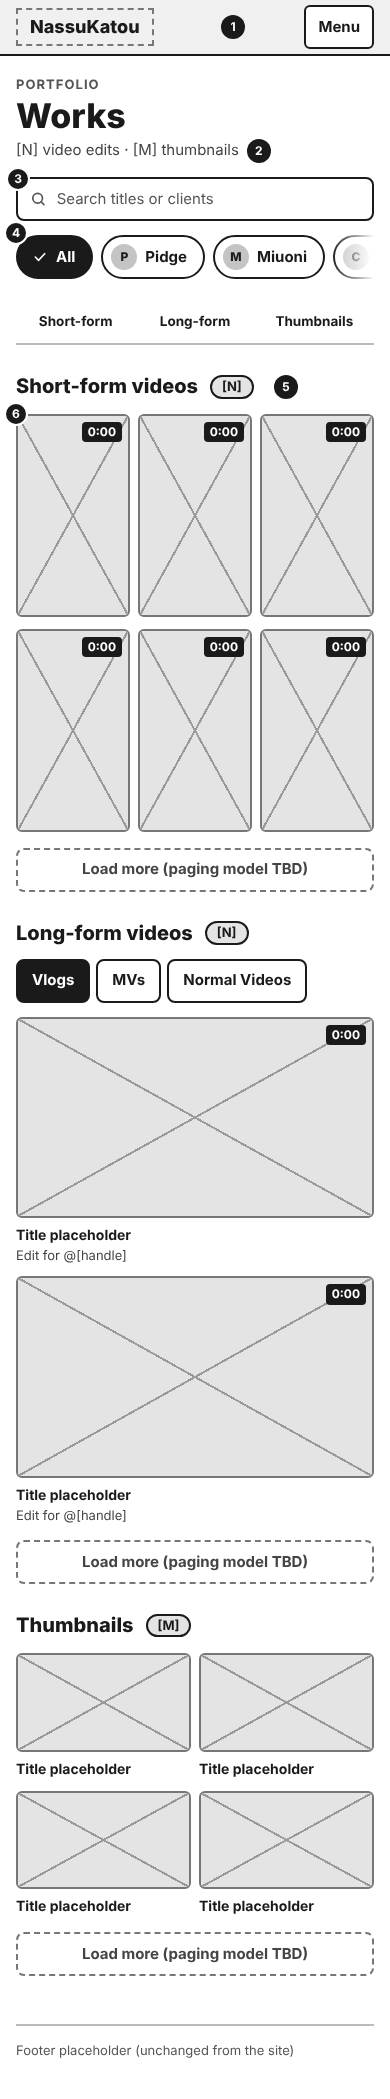 NassuKatou
1
Menu
PORTFOLIO
Works
[N] video edits · [M] thumbnails 2
3
Search titles or clients
4
All P Pidge M Miuoni C
Short-form Long-form Thumbnails
Short-form videos [N] 5
6
0:00 0:00 0:00
0:00 0:00 0:00
Load more (paging model TBD)
Long-form videos [N]
Vlogs MVs Normal Videos
0:00
Title placeholder
Edit for @[handle]
0:00
Title placeholder
Edit for @[handle]
Load more (paging model TBD)
Thumbnails [M]
Title placeholder Title placeholder
Title placeholder Title placeholder
Load more (paging model TBD)
Footer placeholder (unchanged from the site)